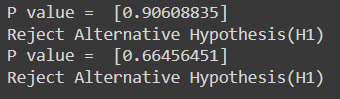 P value =  [0.90608835]
Reject Alternative Hypothesis(H1)
P value =  [0.66456451]
Reject Alternative Hypothesis(H1)